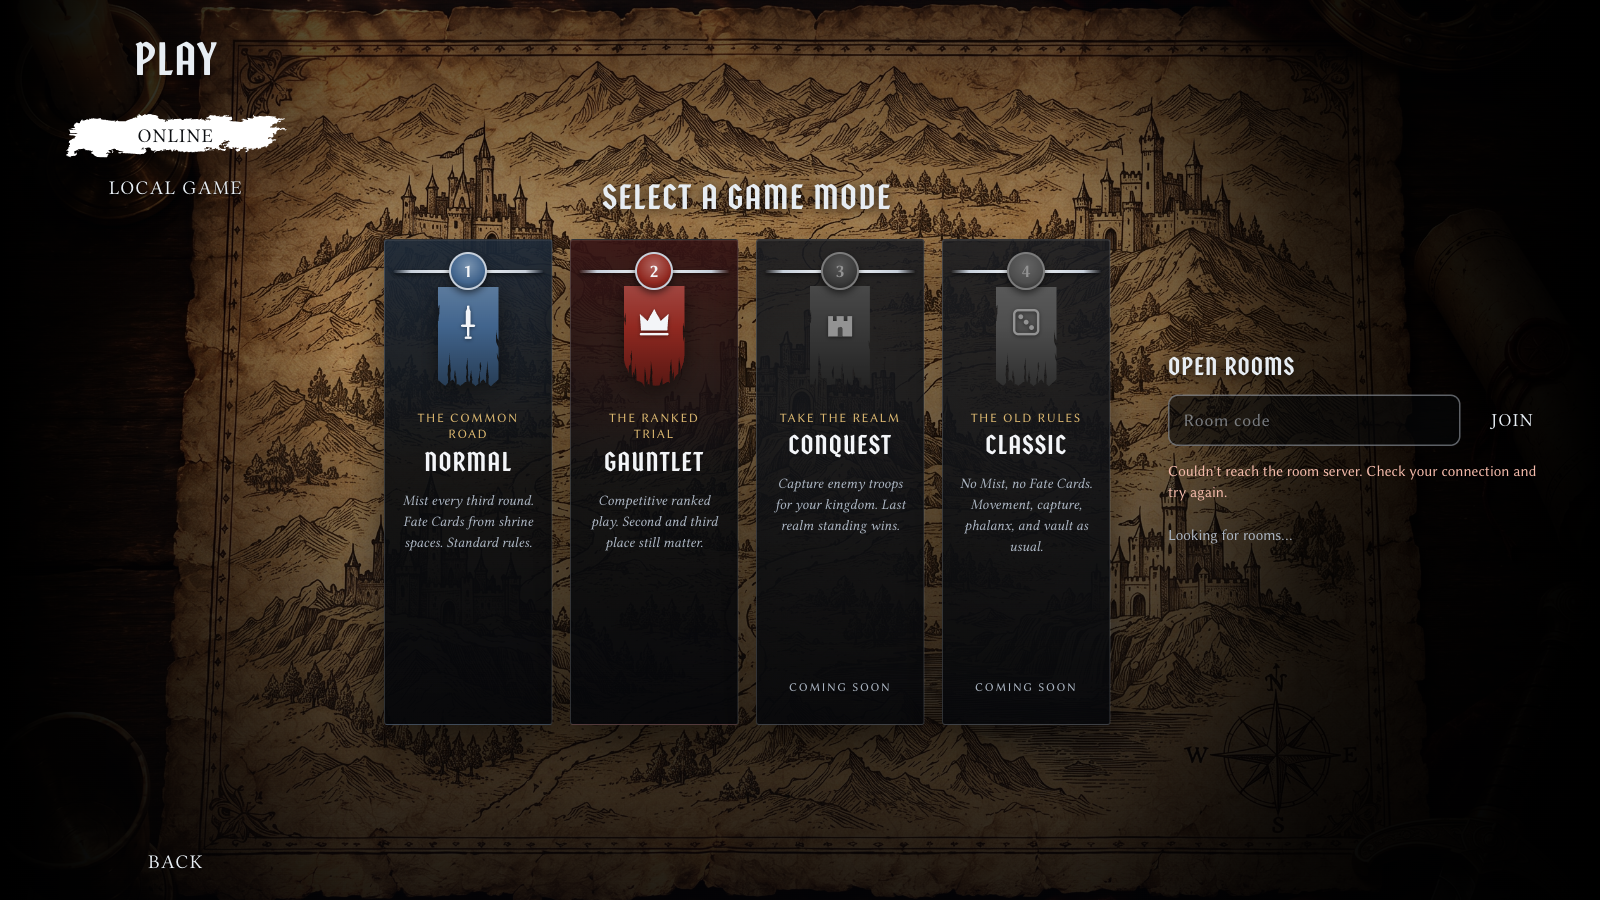 PLAY
ONLINE
LOCAL GAME
SELECT A GAME MODE
1
THE COMMON
ROAD
NORMAL
Mist every third round.
Fate Cards from shrine
spaces. Standard rules.
2
THE RANKED
TRIAL
GAUNTLET
Competitive ranked
play. Second and third
place still matter.
3
TAKE THE REALM
CONQUEST
Capture enemy troops
for your kingdom. Last
realm standing wins.
COMING SOON
4
THE OLD RULES
CLASSIC
No Mist, no Fate Cards.
Movement, capture,
phalanx, and vault as
usual.
COMING SOON
OPEN ROOMS
Room code
JOIN
Couldn't reach the room server. Check your connection and
try again.
Looking for rooms...
N
W
E
S
BACK